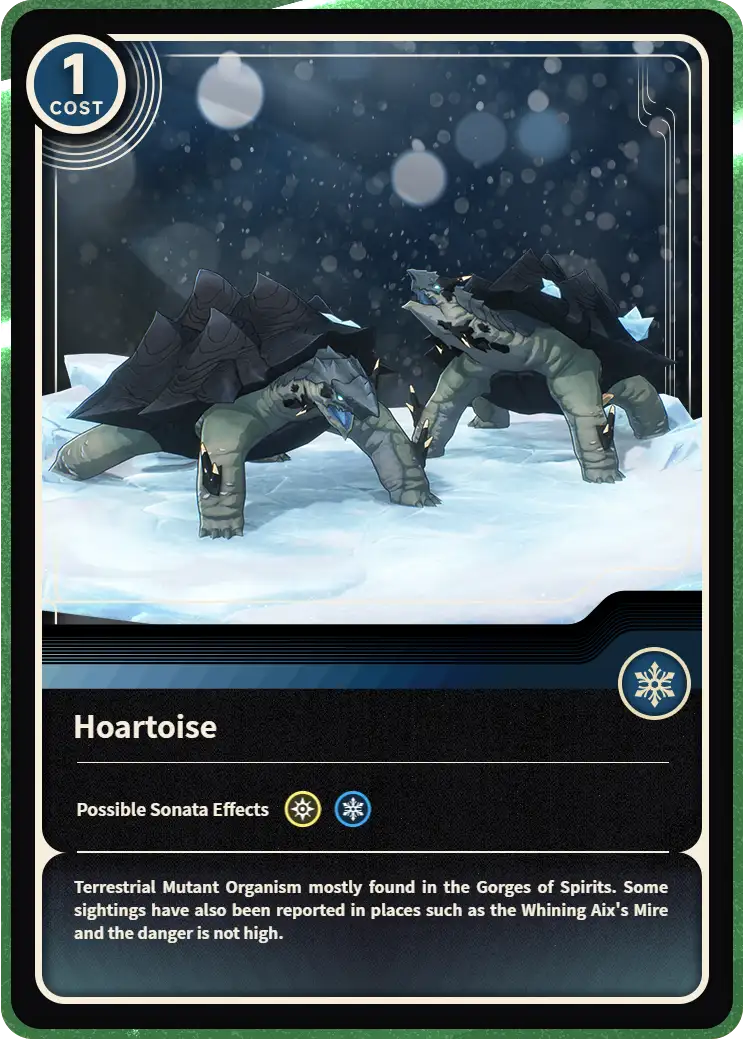 1
COST
Hoartoise
Possible Sonata Effects
Terrestrial Mutant Organism mostly found in the Gorges of Spirits. Some
sightings have also been reported in places such as the Whining Aix's Mire
and the danger is not high.